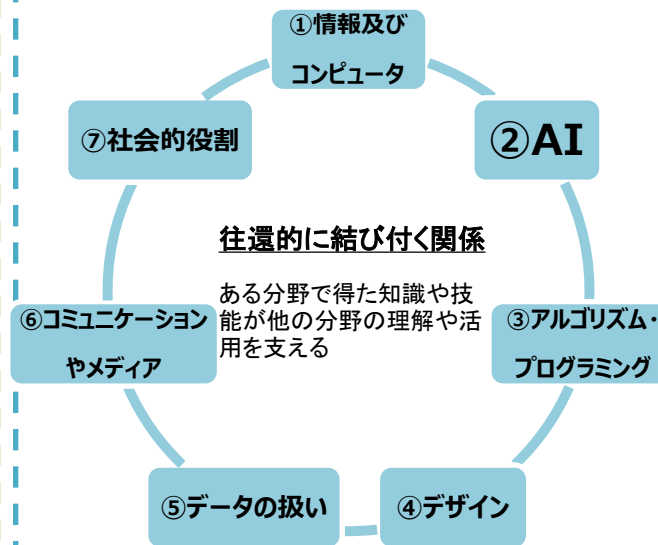 ①情報及び
コンピュータ
②AI
③アルゴリズム・
プログラミング
④デザイン
⑤データの扱い
⑥コミュニケーション
やメディア
⑦社会的役割
往還的に結び付く関係
ある分野で得た知識や技
能が他の分野の理解や活
用を支える